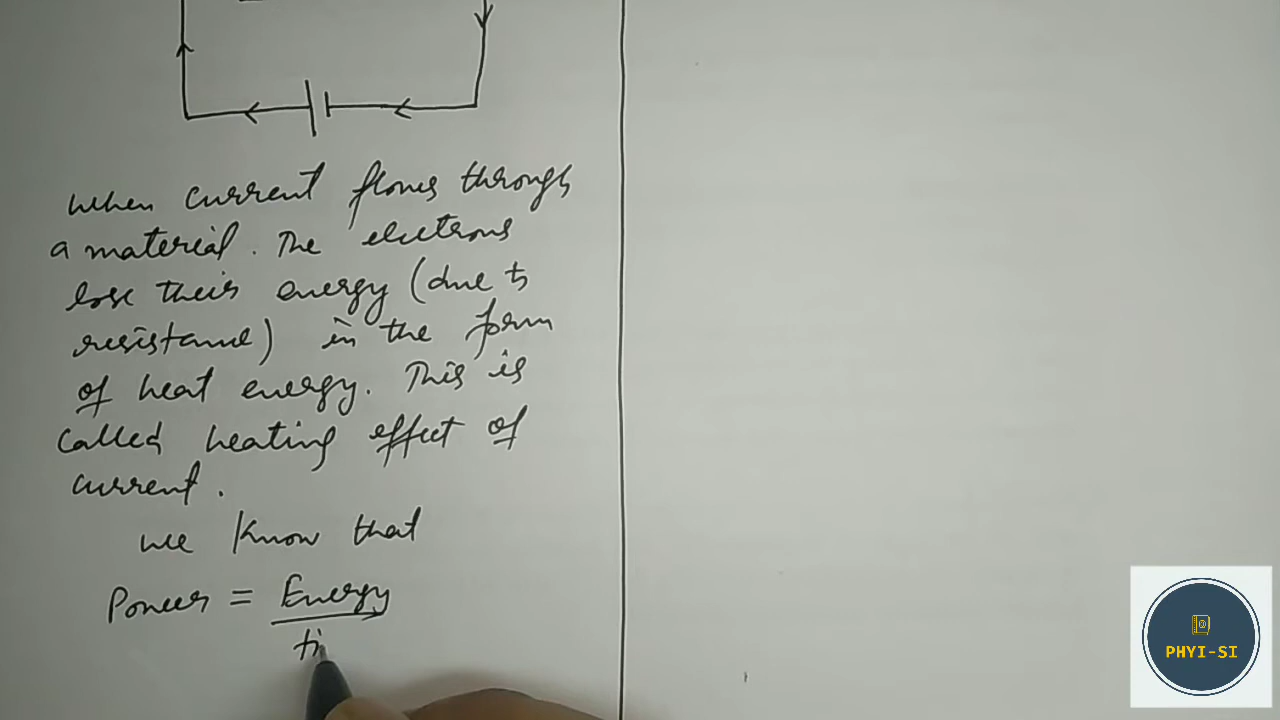 When current flows through
a material. The electrons
lose their energy (due to
resistance) in the form
of heat energy. This is
called heating effect of
current.
we know that
Power = Energy
ti
PHYI-SI